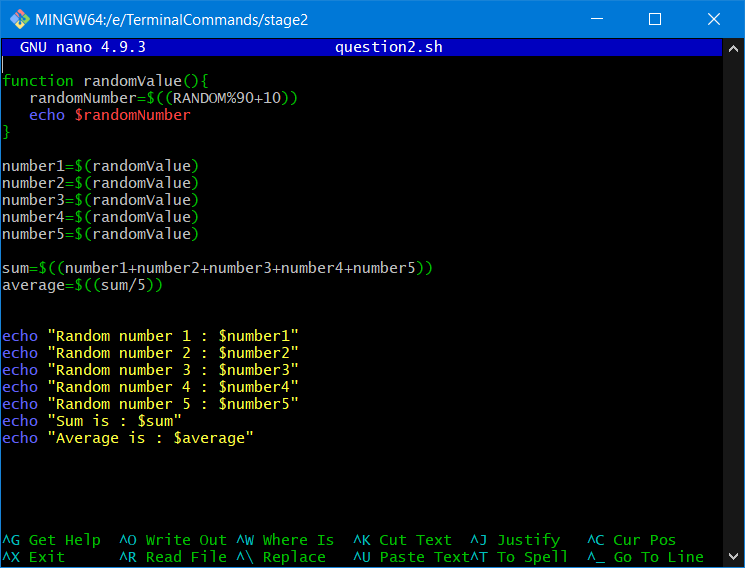 MINGW64:/e/TerminalCommands/stage2
GNU nano 4.9.3 question2.sh
function randomValue(){
randomNumber=$((RANDOM%90+10))
echo $randomNumber
}
number1=$(randomValue)
number2=$(randomValue)
number3=$(randomValue)
number4=$(randomValue)
number5=$(randomValue)
sum=$((number1+number2+number3+number4+number5))
average=$((sum/5))
echo "Random number 1 : $number1"
echo "Random number 2 : $number2"
echo "Random number 3 : $number3"
echo "Random number 4 : $number4"
echo "Random number 5 : $number5"
echo "Sum is : $sum"
echo "Average is : $average"
^G Get Help ^O Write Out ^W Where Is ^K Cut Text ^J Justify ^C Cur Pos
^X Exit ^R Read File ^\ Replace ^U Paste Text^T To Spell ^_ Go To Line